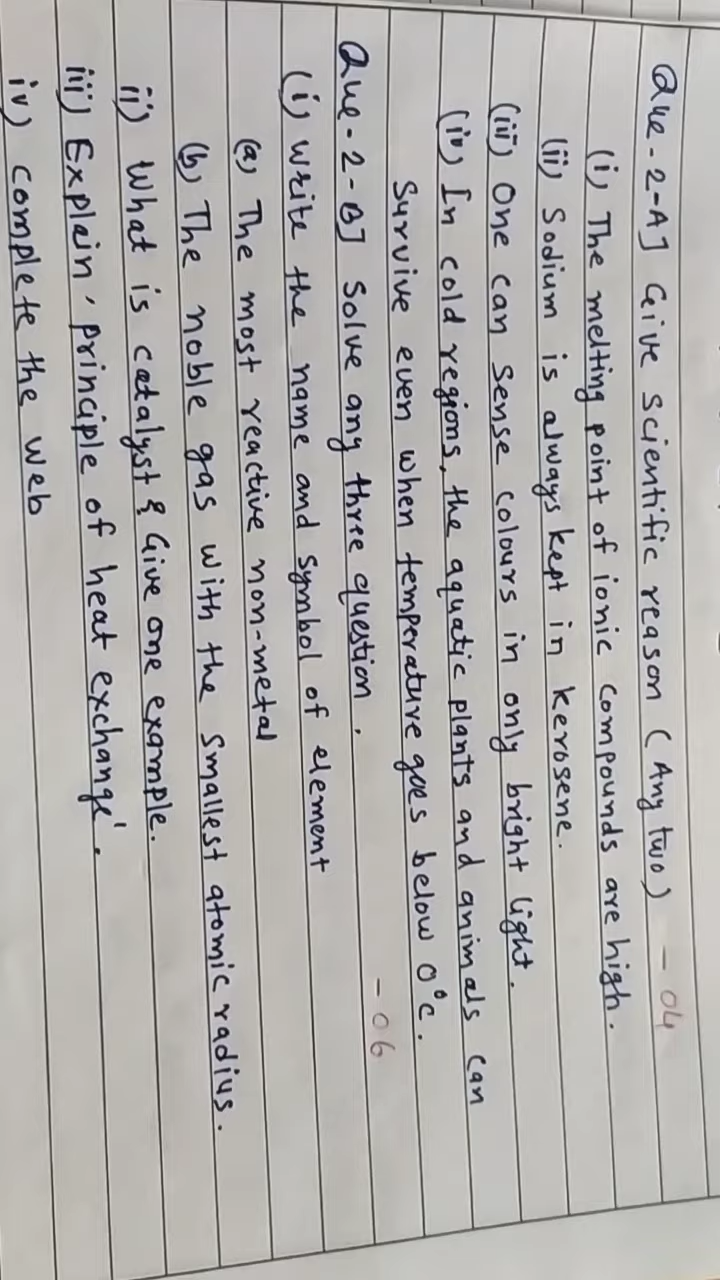 Que-2-A] Give scientific reason (Any two) - 04
(i) The melting point of ionic compounds are high.
(ii) Sodium is always kept in kerosene.
(iii) One can sense colours in only bright light.
(iv) In cold regions, the aquatic plants and animals can
survive even when temperature goes below 0°c.
Que-2-B] Solve any three question. - 06
(i) write the name and symbol of element
(a) The most reactive non-metal
(b) The noble gas with the smallest atomic radius.
ii) What is catalyst & Give one example.
iii) Explain 'principle of heat exchange'.
iv) complete the web